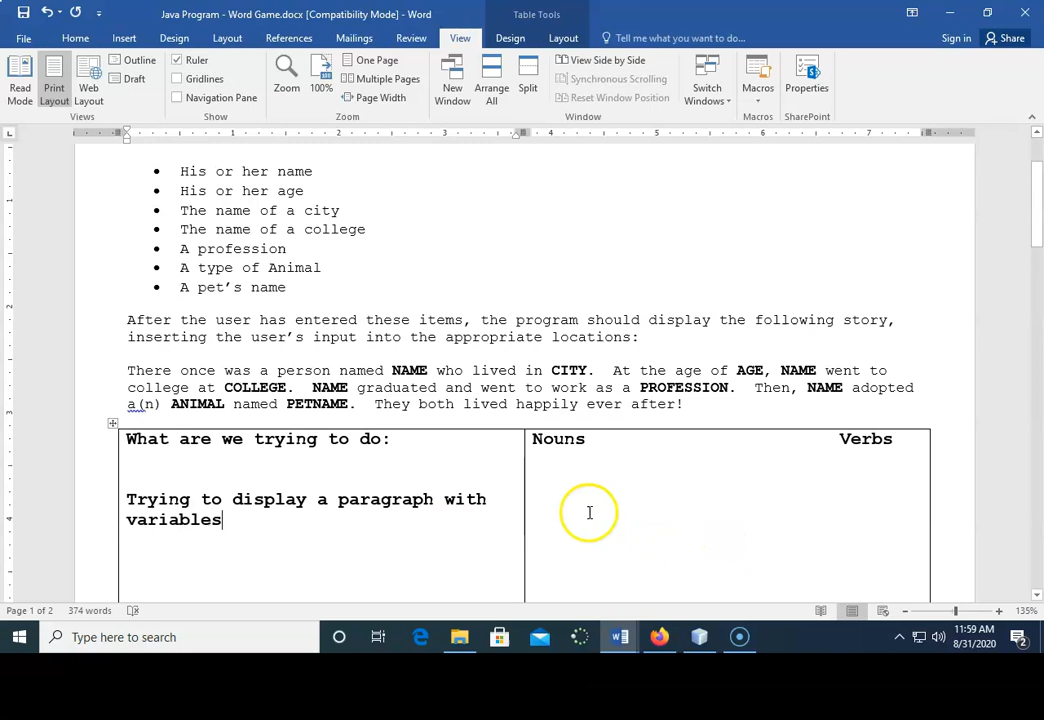 Java Program - Word Game.docx [Compatibility Mode] - Word
Table Tools
File Home Insert Design Layout References Mailings Review View Design Layout Tell me what you want to do... Sign in Share
Read Mode
Print Layout
Web Layout
Outline
Draft
Views
Ruler
Gridlines
Navigation Pane
Show
Zoom
100%
One Page
Multiple Pages
Page Width
Zoom
New Window
Arrange All
Split
View Side by Side
Synchronous Scrolling
Reset Window Position
Window
Switch Windows
Macros
Macros
Properties
SharePoint
1 2 3 4 5 6 7
• His or her name
• His or her age
• The name of a city
• The name of a college
• A profession
• A type of Animal
• A pet’s name
After the user has entered these items, the program should display the following story,
inserting the user’s input into the appropriate locations:
There once was a person named NAME who lived in CITY. At the age of AGE, NAME went to
college at COLLEGE. NAME graduated and went to work as a PROFESSION. Then, NAME adopted
a(n) ANIMAL named PETNAME. They both lived happily ever after!
What are we trying to do:
Trying to display a paragraph with
variables
Nouns Verbs
Page 1 of 2 374 words 135%
Type here to search
11:59 AM
8/31/2020
2